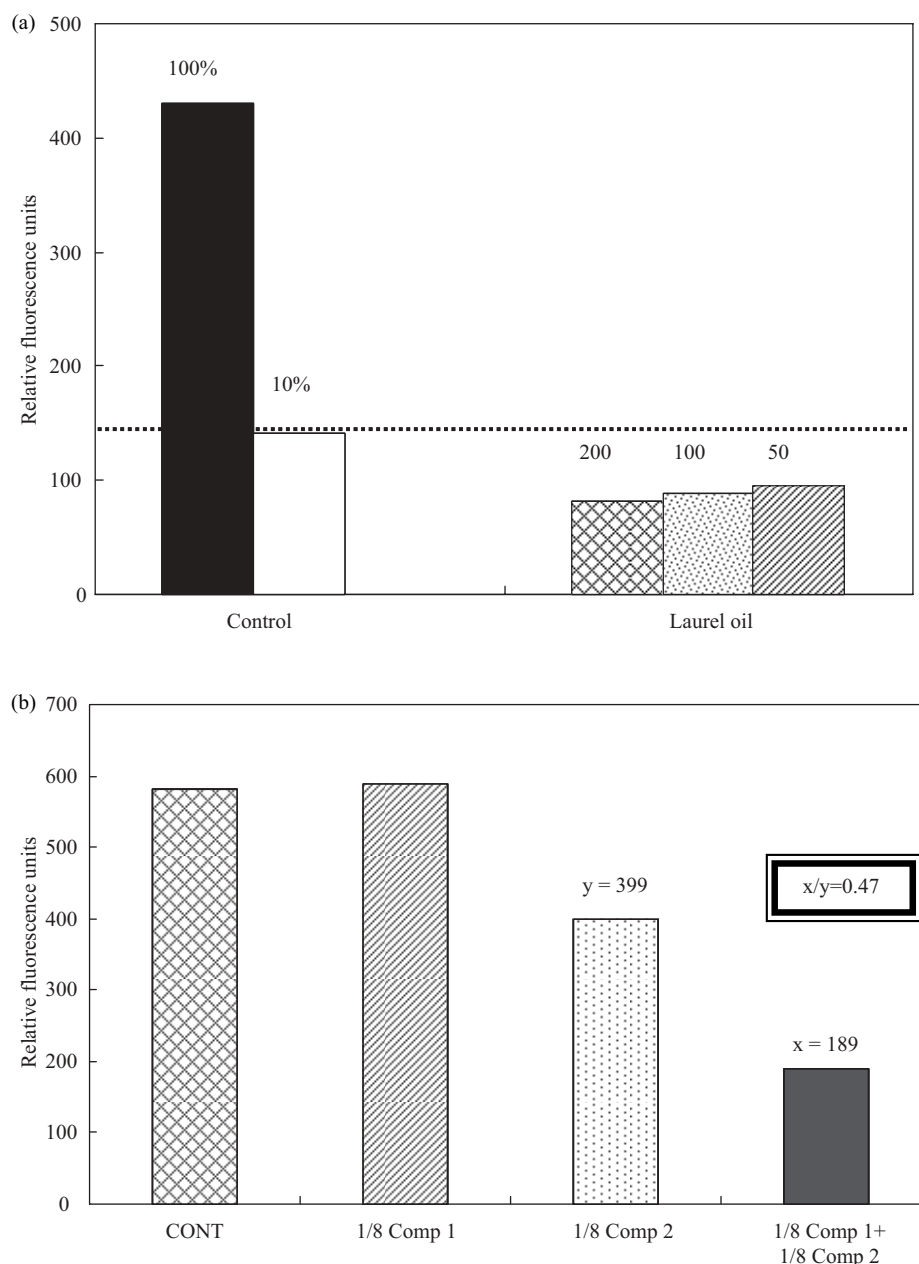 (a)
500
400
300
200
100
0
Relative fluorescence units
100%
10%
200 100 50
Control Laurel oil
(b)
700
600
500
400
300
200
100
0
Relative fluorescence units
y = 399
x/y=0.47
x = 189
CONT 1/8 Comp 1 1/8 Comp 2 1/8 Comp 1+
1/8 Comp 2